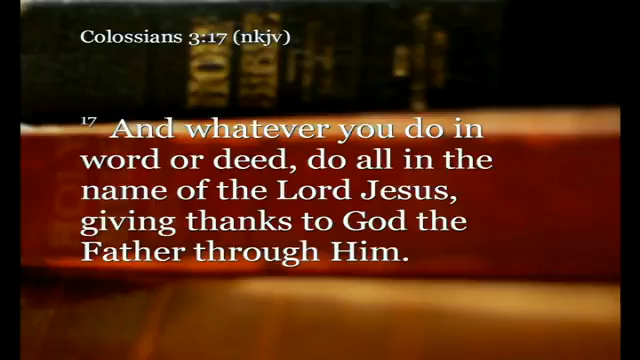 Colossians 3:17 (nkjv)
17 And whatever you do in
word or deed, do all in the
name of the Lord Jesus,
giving thanks to God the
Father through Him.